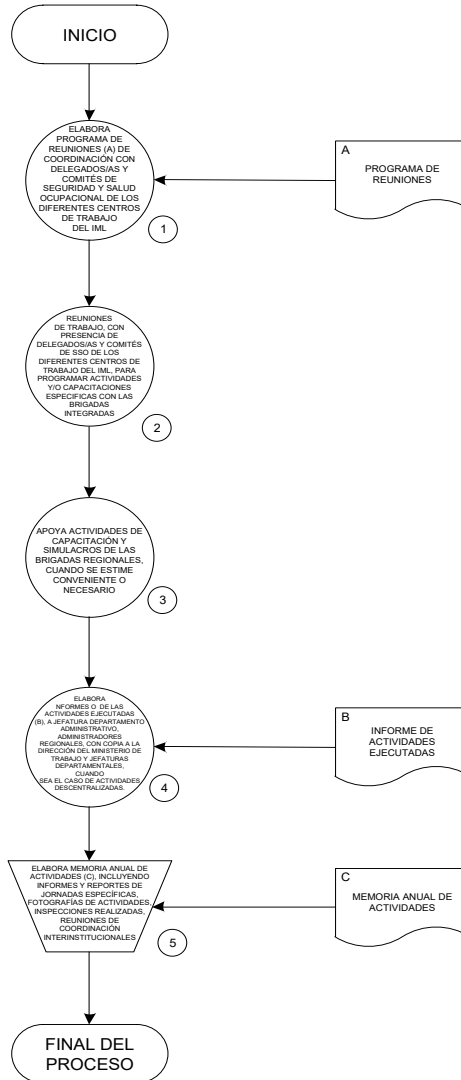 INICIO
ELABORA
PROGRAMA DE
REUNIONES (A) DE
COORDINACIÓN CON
DELEGADOS/AS Y
COMITÉS DE
SEGURIDAD Y SALUD
OCUPACIONAL DE LOS
DIFERENTES CENTROS
DE TRABAJO
DEL IML
1
A
PROGRAMA DE
REUNIONES
REUNIONES
DE TRABAJO, CON
PRESENCIA DE
DELEGADOS/AS Y COMITÉS
DE SSO DE LOS
DIFERENTES CENTROS DE
TRABAJO DEL IML, PARA
PROGRAMAR ACTIVIDADES
Y/O CAPACITACIONES
ESPECIFICAS CON LAS
BRIGADAS
INTEGRADAS
2
APOYA ACTIVIDADES DE
CAPACITACIÓN Y
SIMULACROS DE LAS
BRIGADAS REGIONALES,
CUANDO SE ESTIME
CONVENIENTE O
NECESARIO
3
ELABORA
NFORMES O DE LAS
ACTIVIDADES EJECUTADAS
(B), A JEFATURA DEPARTAMENTO
ADMINISTRATIVO,
ADMINISTRADORES
REGIONALES, CON COPIA A LA
DIRECCIÓN DEL MINISTERIO DE
TRABAJO Y JEFATURAS
DEPARTAMENTALES,
CUANDO
SEA EL CASO DE ACTIVIDADES
DESCENTRALIZADAS.
4
B
INFORME DE
ACTIVIDADES
EJECUTADAS
ELABORA MEMORIA ANUAL DE
ACTIVIDADES (C), INCLUYENDO
INFORMES Y REPORTES DE
JORNADAS ESPECÍFICAS,
FOTOGRAFÍAS DE ACTIVIDADES,
INSPECCIONES REALIZADAS,
REUNIONES DE
COORDINACIÓN
INTERINSTITUCIONALES
5
C
MEMORIA ANUAL DE
ACTIVIDADES
FINAL DEL
PROCESO